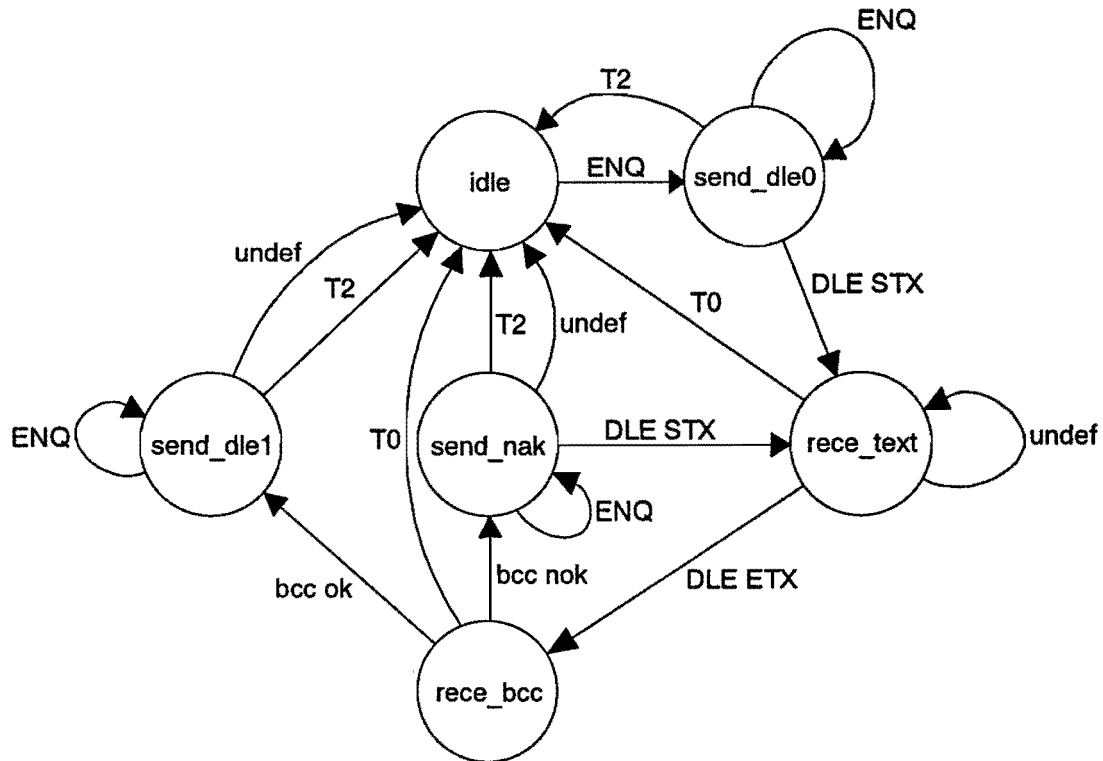 ENQ
T2
idle
ENQ
send_dle0
undef
T2
T2
undef
T0
DLE STX
ENQ
send_dle1
T0
send_nak
DLE STX
rece_text
undef
ENQ
bcc ok
bcc nok
DLE ETX
rece_bcc